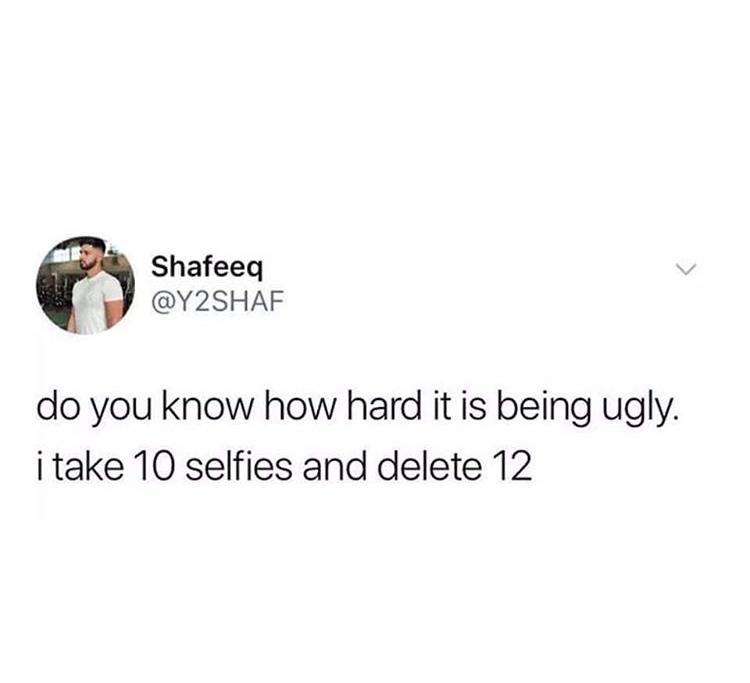 Shafeeq
@Y2SHAF
do you know how hard it is being ugly.
i take 10 selfies and delete 12